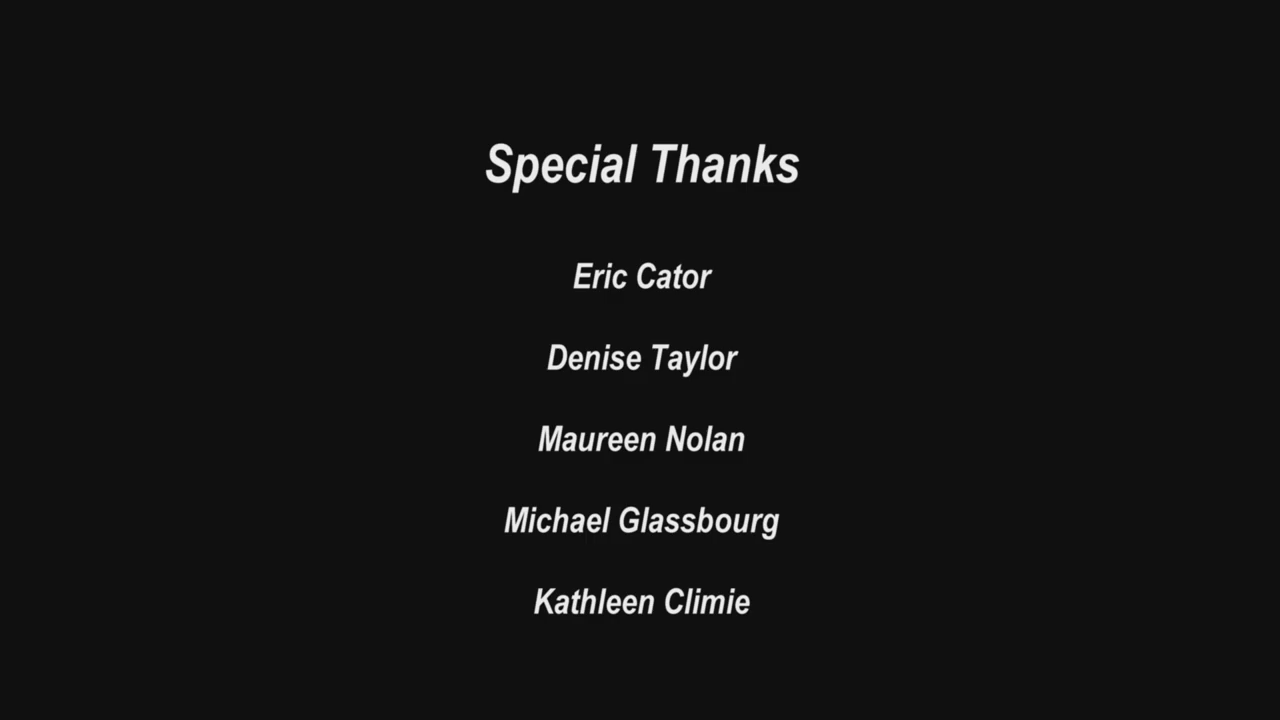 Special Thanks
Eric Cator
Denise Taylor
Maureen Nolan
Michael Glassbourg
Kathleen Climie